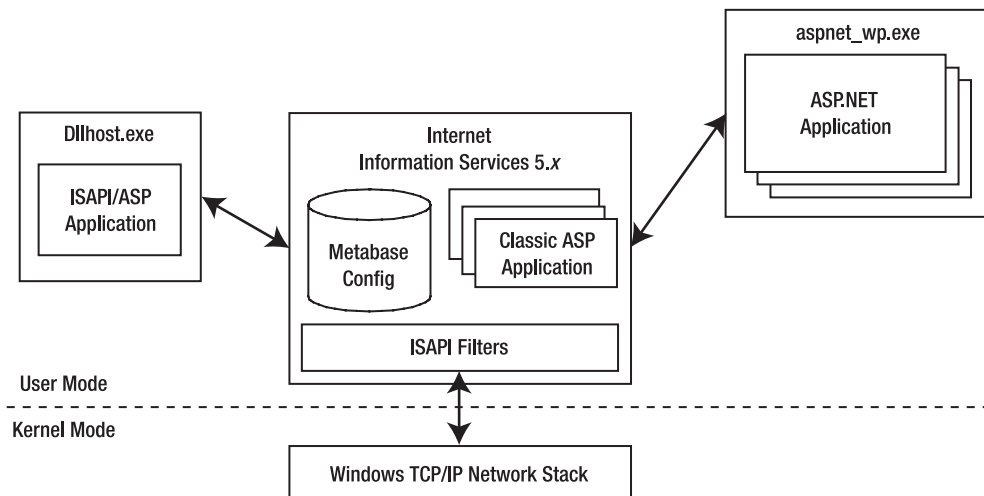 aspnet_wp.exe
ASP.NET
Application
Dllhost.exe
ISAPI/ASP
Application
Internet
Information Services 5.x
Metabase
Config
Classic ASP
Application
ISAPI Filters
User Mode
Kernel Mode
Windows TCP/IP Network Stack